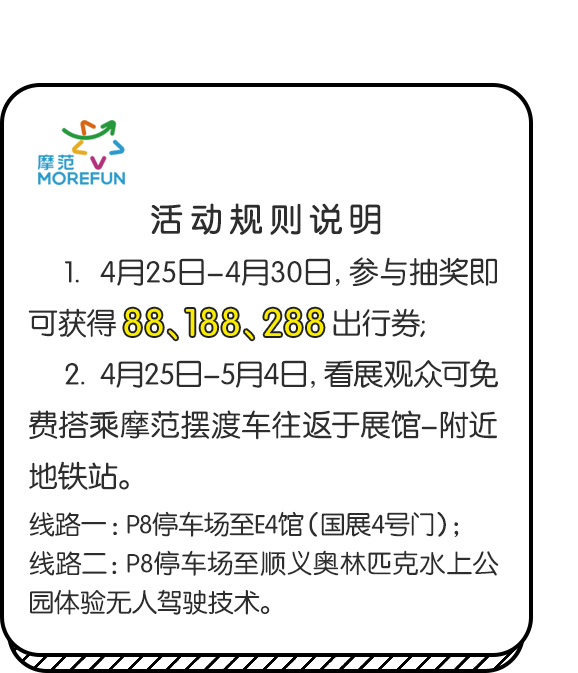 摩范
MOREFUN
活动规则说明
1. 4月25日-4月30日, 参与抽奖即
可获得 88、188、288 出行券;
2. 4月25日-5月4日, 看展观众可免
费搭乘摩范摆渡车往返于展馆-附近
地铁站。
线路一: P8停车场至E4馆(国展4号门);
线路二: P8停车场至顺义奥林匹克水上公
园体验无人驾驶技术。